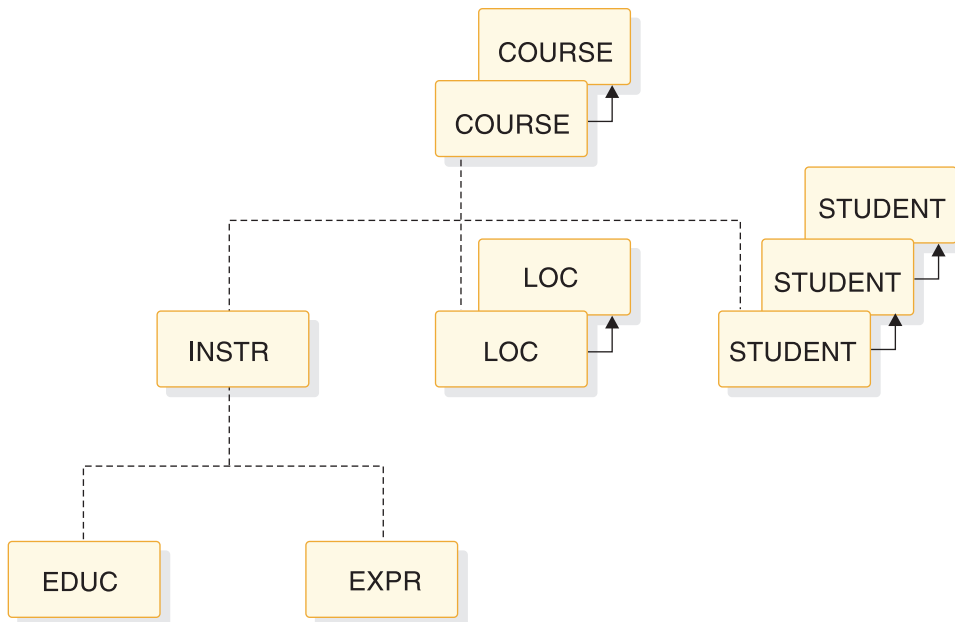 COURSE
COURSE
STUDENT
LOC
STUDENT
INSTR
LOC
STUDENT
EDUC
EXPR